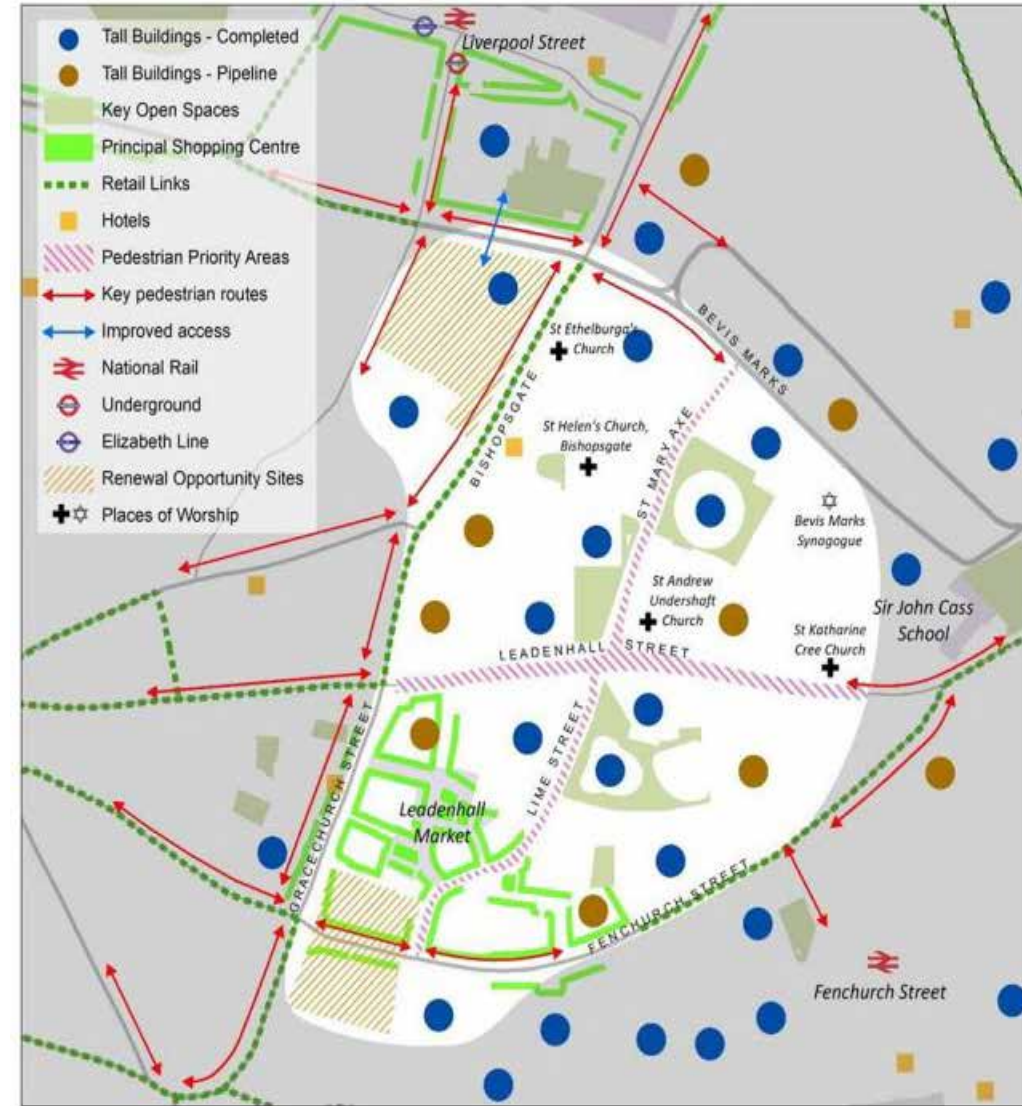 Tall Buildings - Completed
Tall Buildings - Pipeline
Key Open Spaces
Principal Shopping Centre
Retail Links
Hotels
Pedestrian Priority Areas
Key pedestrian routes
Improved access
National Rail
Underground
Elizabeth Line
Renewal Opportunity Sites
Places of Worship
Liverpool Street
BEVIS MARKS
St Ethelburga's
Church
BISHOPSGATE
St Helen's Church,
Bishopsgate
ST MARY AXE
Bevis Marks
Synagogue
St Andrew
Undershaft
Church
Sir John Cass
School
St Katharine
Cree Church
LEADENHALL STREET
GRACECHURCH STREET
LIME STREET
Leadenhall
Market
FENCHURCH STREET
Fenchurch Street